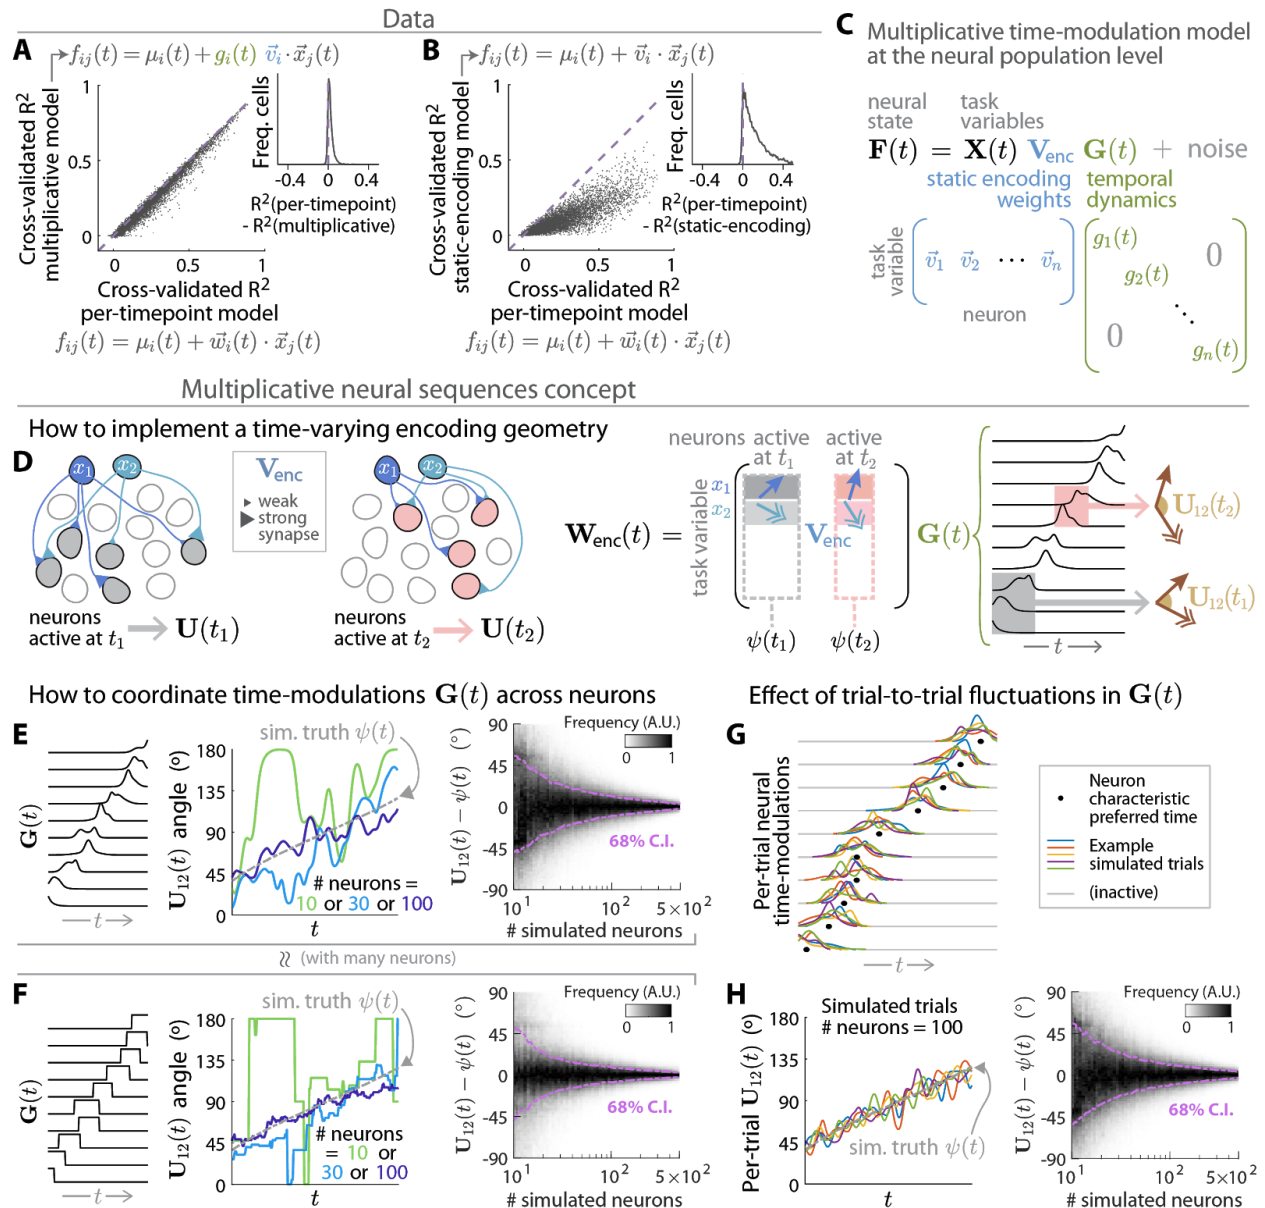 Data
A
f_ij(t) = μ_i(t) + g_i(t) v⃗_i · x⃗_j(t)
Cross-validated R²
multiplicative model
1
0.5
0
0
0.5
1
Cross-validated R²
per-timepoint model
f_ij(t) = μ_i(t) + w⃗_i(t) · x⃗_j(t)
Freq. cells
-0.4
0
0.4
R²(per-timepoint)
- R²(multiplicative)
B
f_ij(t) = μ_i(t) + v⃗_i · x⃗_j(t)
Cross-validated R²
static-encoding model
1
0.5
0
0
0.5
1
Cross-validated R²
per-timepoint model
f_ij(t) = μ_i(t) + w⃗_i(t) · x⃗_j(t)
Freq. cells
-0.4
0
0.4
R²(per-timepoint)
- R²(static-encoding)
C
Multiplicative time-modulation model
at the neural population level
neural
state
task
variables
F(t) = X(t) V_enc G(t) + noise
static encoding
weights
temporal
dynamics
task
variable
v⃗_1 v⃗_2 ··· v⃗_n
neuron
g_1(t)
0
g_2(t)
⋱
0
g_n(t)
Multiplicative neural sequences concept
How to implement a time-varying encoding geometry
D
x_1
x_2
V_enc
weak
strong
synapse
neurons
active at t_1
U(t_1)
x_1
x_2
neurons
active at t_2
U(t_2)
W_enc(t) =
neurons
active
at t_1
active
at t_2
task variable
x_1
x_2
V_enc
ψ(t_1)
ψ(t_2)
G(t)
U_12(t_2)
U_12(t_1)
t
How to coordinate time-modulations G(t) across neurons
E
G(t)
t
U_12(t) angle (º)
180
135
90
45
0
sim. truth ψ(t)
# neurons =
10 or 30 or 100
t
U_12(t) − ψ(t) (°)
90
45
0
-45
-90
Frequency (A.U.)
0
1
68% C.I.
10¹
10²
5×10²
# simulated neurons
≈ (with many neurons)
F
G(t)
t
U_12(t) angle (º)
180
135
90
45
0
sim. truth ψ(t)
# neurons
= 10 or
30 or 100
t
U_12(t) − ψ(t) (°)
90
45
0
-45
-90
Frequency (A.U.)
0
1
68% C.I.
10¹
10²
5×10²
# simulated neurons
Effect of trial-to-trial fluctuations in G(t)
G
Per-trial neural
time-modulations
t
Neuron
characteristic
preferred time
Example
simulated trials
(inactive)
H
Per-trial U_12(t) (º)
180
135
90
45
0
Simulated trials
# neurons = 100
sim. truth ψ(t)
t
U_12(t) − ψ(t) (°)
90
45
0
-45
-90
Frequency (A.U.)
0
1
68% C.I.
10¹
10²
5×10²
# simulated neurons